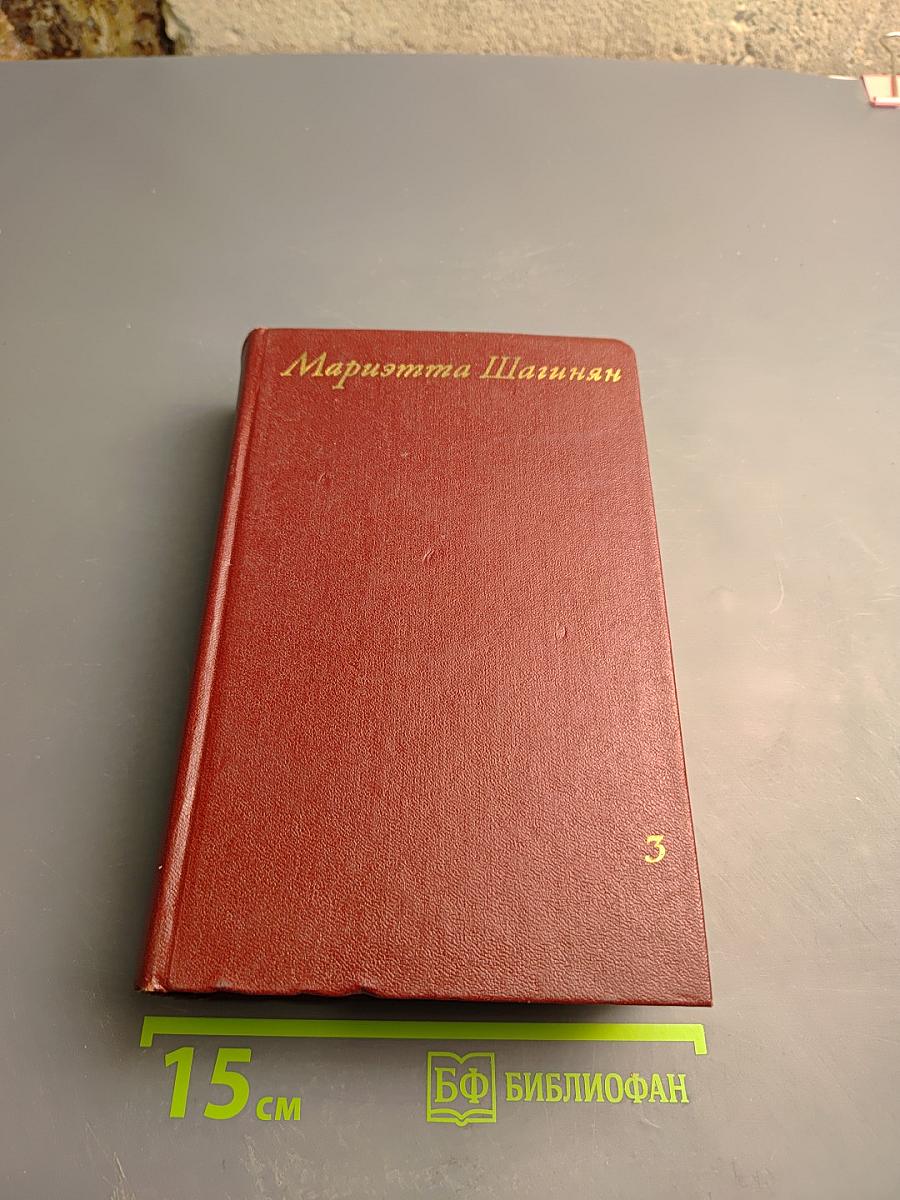 Мариэтта Шагинян
3
15 см
БФ БИБЛИОФАН